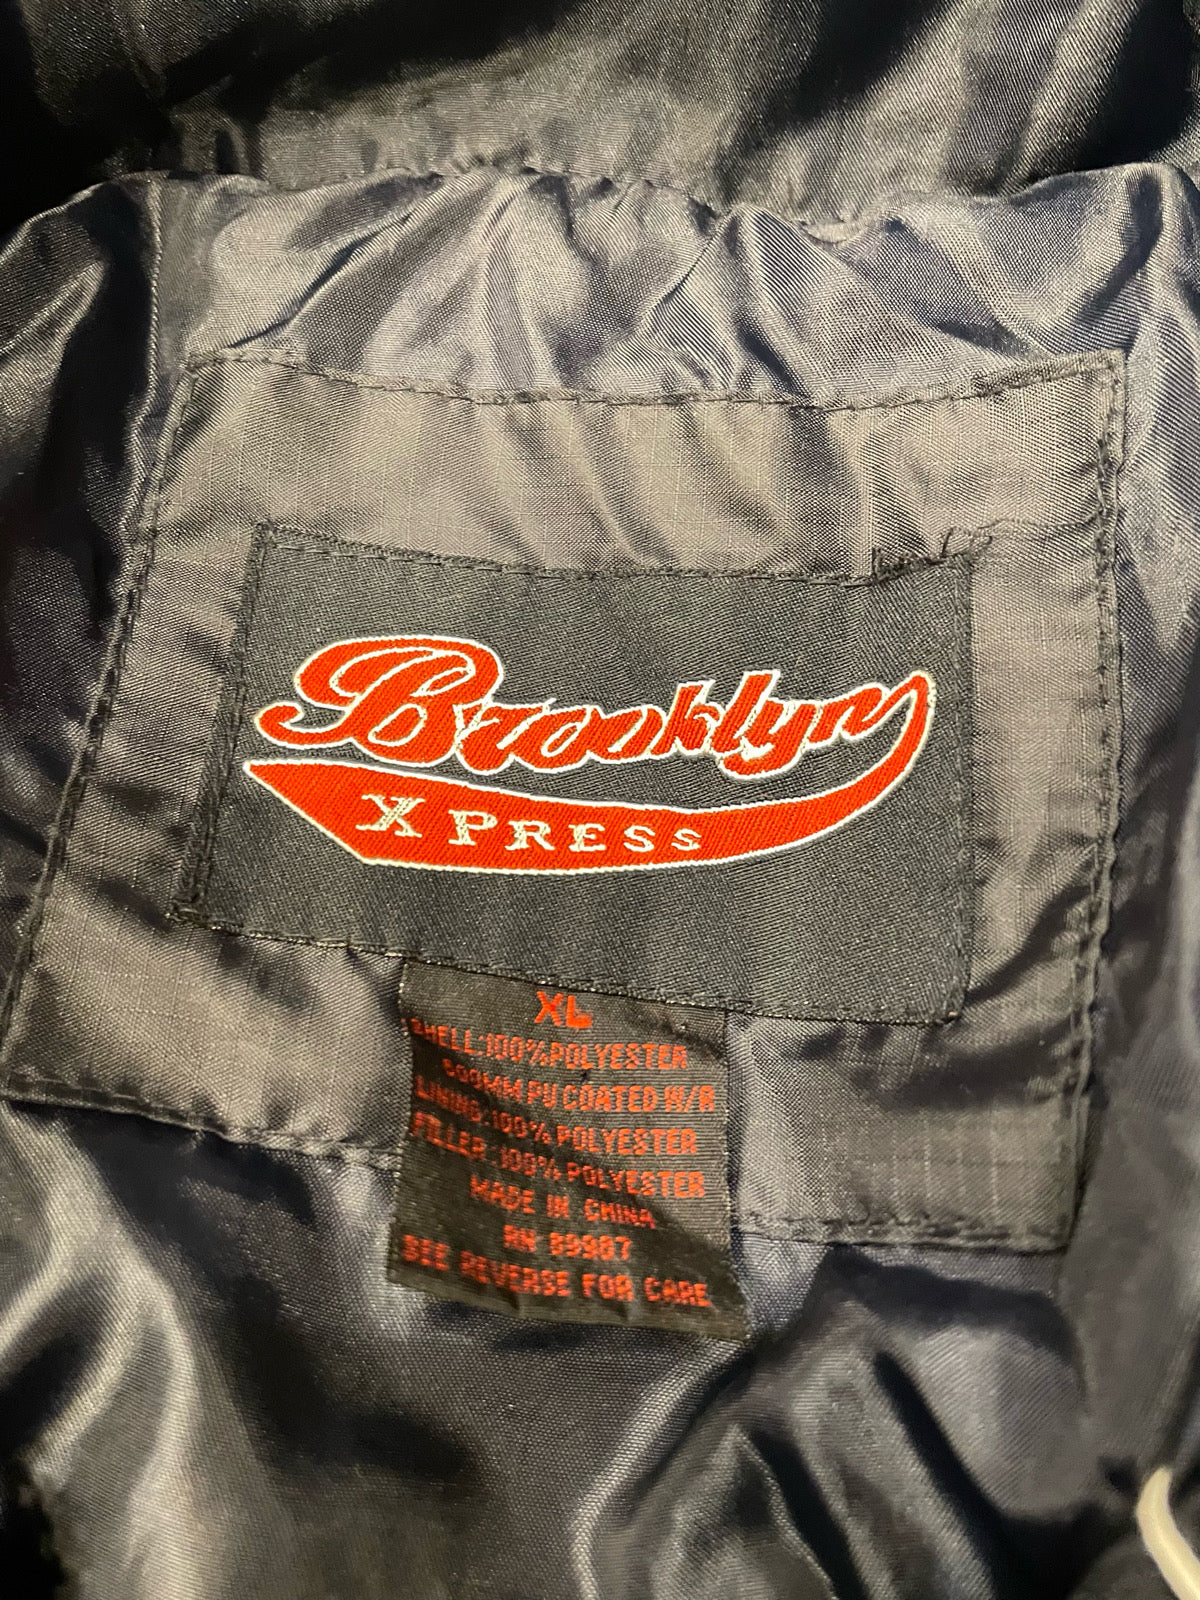 Brooklyn
XPRESS
XL
SHELL:100%POLYESTER
600MM PU COATED W/R
LINING:100% POLYESTER
FILLER:100% POLYESTER
MADE IN CHINA
RN 89987
SEE REVERSE FOR CARE